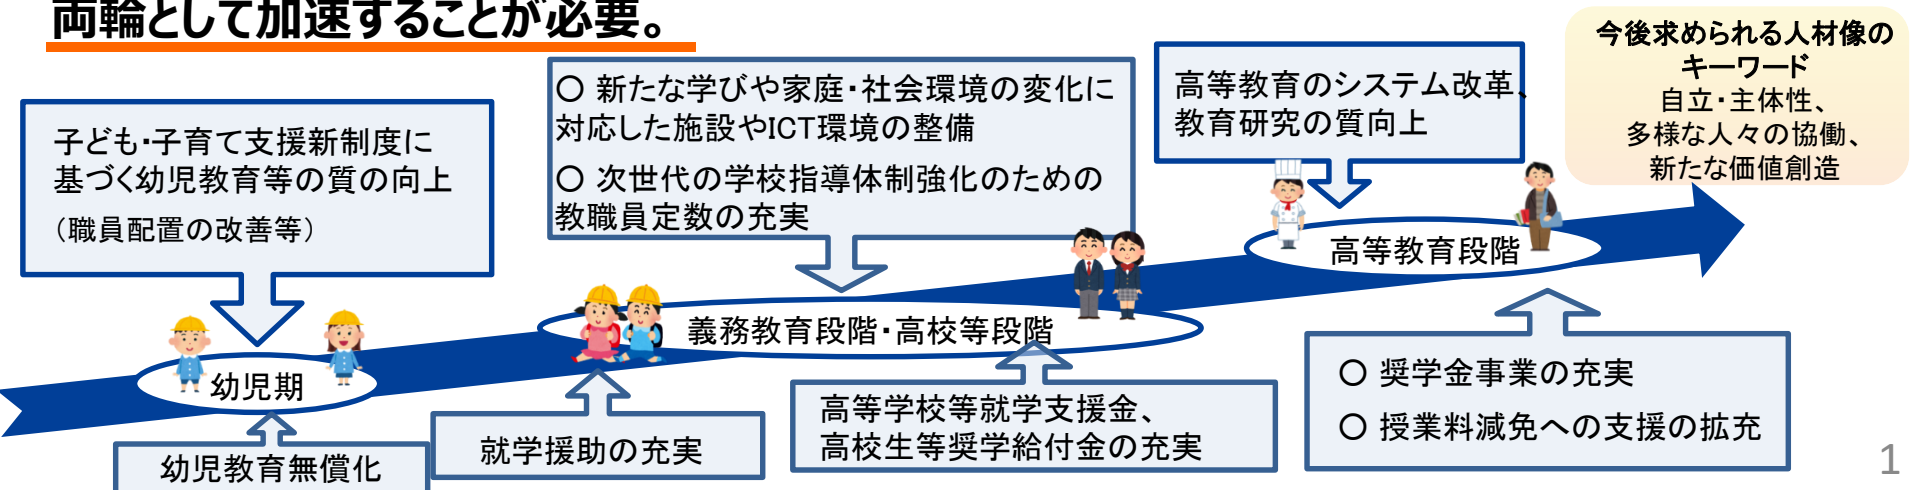 両輪として加速することが必要。
今後求められる人材像の
キーワード
自立・主体性、
多様な人々の協働、
新たな価値創造
子ども・子育て支援新制度に
基づく幼児教育等の質の向上
（職員配置の改善等）
○ 新たな学びや家庭・社会環境の変化に
対応した施設やICT環境の整備
○ 次世代の学校指導体制強化のための
教職員定数の充実
高等教育のシステム改革、
教育研究の質向上
幼児期
義務教育段階・高校等段階
高等教育段階
幼児教育無償化
就学援助の充実
高等学校等就学支援金、
高校生等奨学給付金の充実
○ 奨学金事業の充実
○ 授業料減免への支援の拡充
1